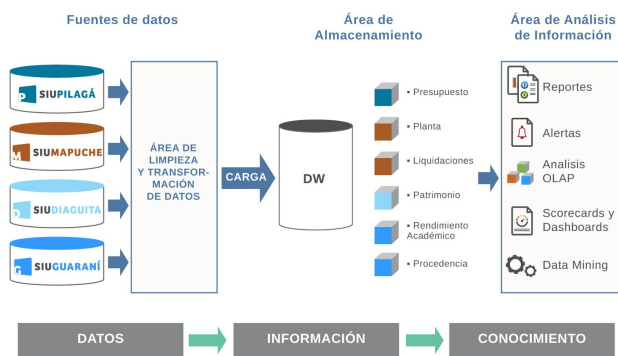 Fuentes de datos
Área de
Almacenamiento
Área de Análisis
de Información
P SIUPILAGÁ
M SIUMAPUCHE
D SIUDIAGUITA
G SIUGUARANÍ
ÁREA DE
LIMPIEZA
Y TRANSFOR-
MACIÓN
DE DATOS
CARGA
DW
▪ Presupuesto
▪ Planta
▪ Liquidaciones
▪ Patrimonio
▪ Rendimiento
Académico
▪ Procedencia
Reportes
Alertas
Analisis
OLAP
Scorecards y
Dashboards
Data Mining
DATOS
INFORMACIÓN
CONOCIMIENTO